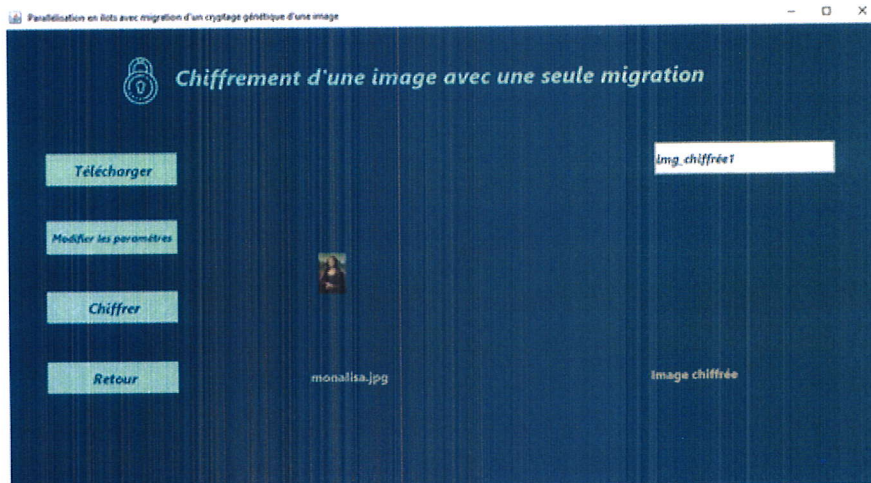 Parallélisation en ilots avec migration d'un cryptage génétique d'une image
Chiffrement d'une image avec une seule migration
Télécharger
img_chiffrée1
Modifier les paramètres
Chiffrer
Retour
monalisa.jpg
Image chiffrée